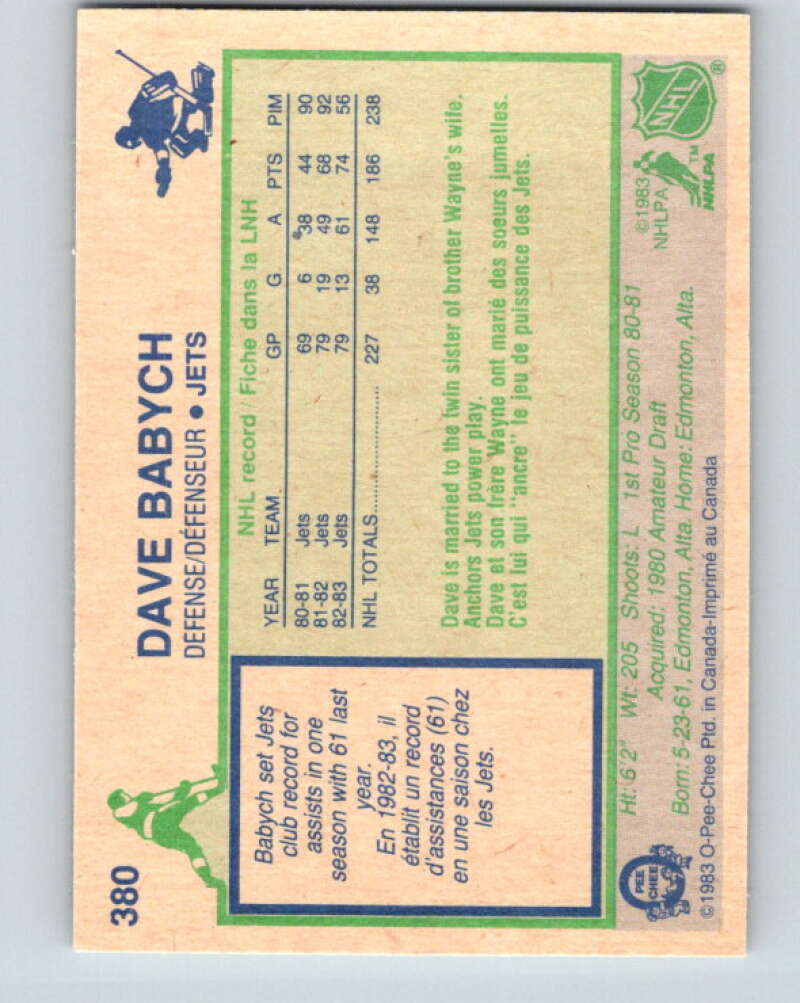 380
DAVE BABYCH
DEFENSE/DÉFENSEUR • JETS
Babych set Jets
club record for
assists in one
season with 61 last
year.
En 1982-83, il
établit un record
d'assistances (61)
en une saison chez
les Jets.
NHL record / Fiche dans la LNH
YEAR TEAM GP G A PTS PIM
80-81 Jets 69 6 38 44 90
81-82 Jets 79 19 49 68 92
82-83 Jets 79 13 61 74 56
NHL TOTALS 227 38 148 186 238
Dave is married to the twin sister of brother Wayne's wife.
Anchors Jets power play.
Dave et son frère Wayne ont marié des soeurs jumelles.
C'est lui qui "ancre" le jeu de puissance des Jets.
Ht: 6'2" Wt: 205 Shoots: L 1st Pro Season 80-81
Acquired: 1980 Amateur Draft
Born: 5-23-61, Edmonton, Alta. Home: Edmonton, Alta.
©1983 O-Pee-Chee Ptd. in Canada-Imprimé au Canada
PEE
CHEE
©1983
NHLPA
NHLPA
TM
NHL
®